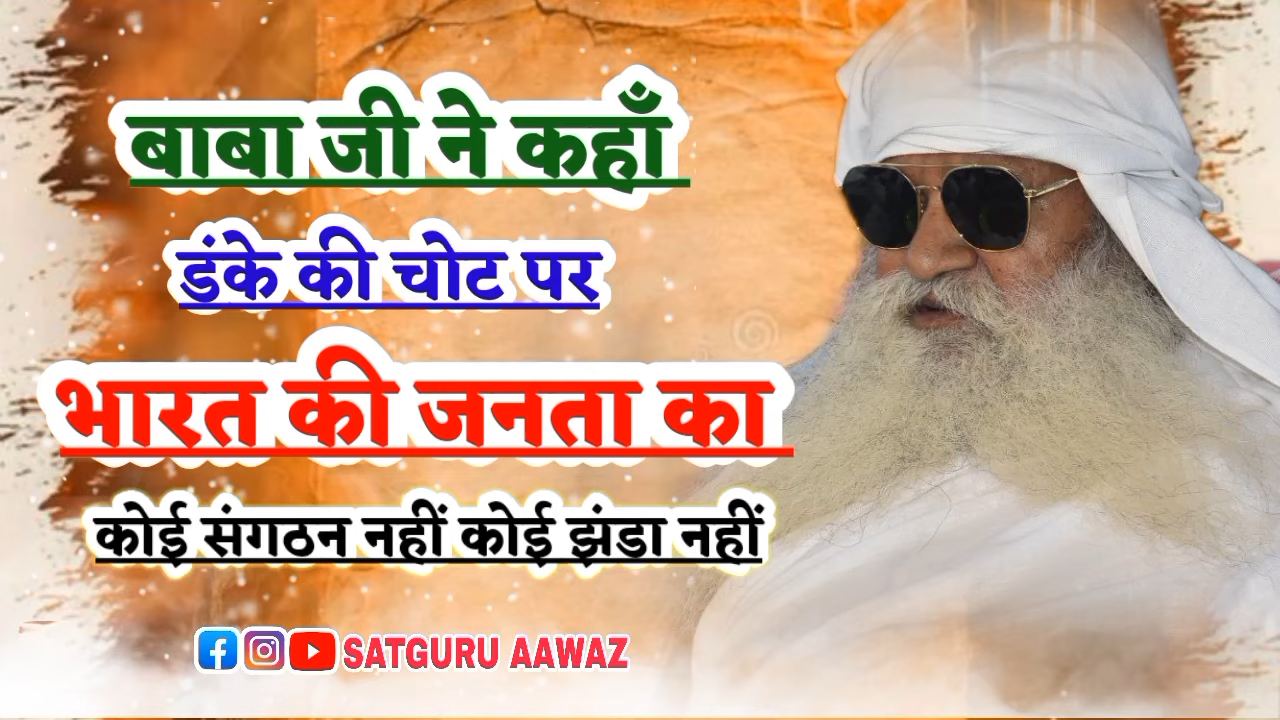 बाबा जी ने कहाँ
डंके की चोट पर
भारत की जनता का
कोई संगठन नहीं कोई झंडा नहीं
SATGURU AAWAZ